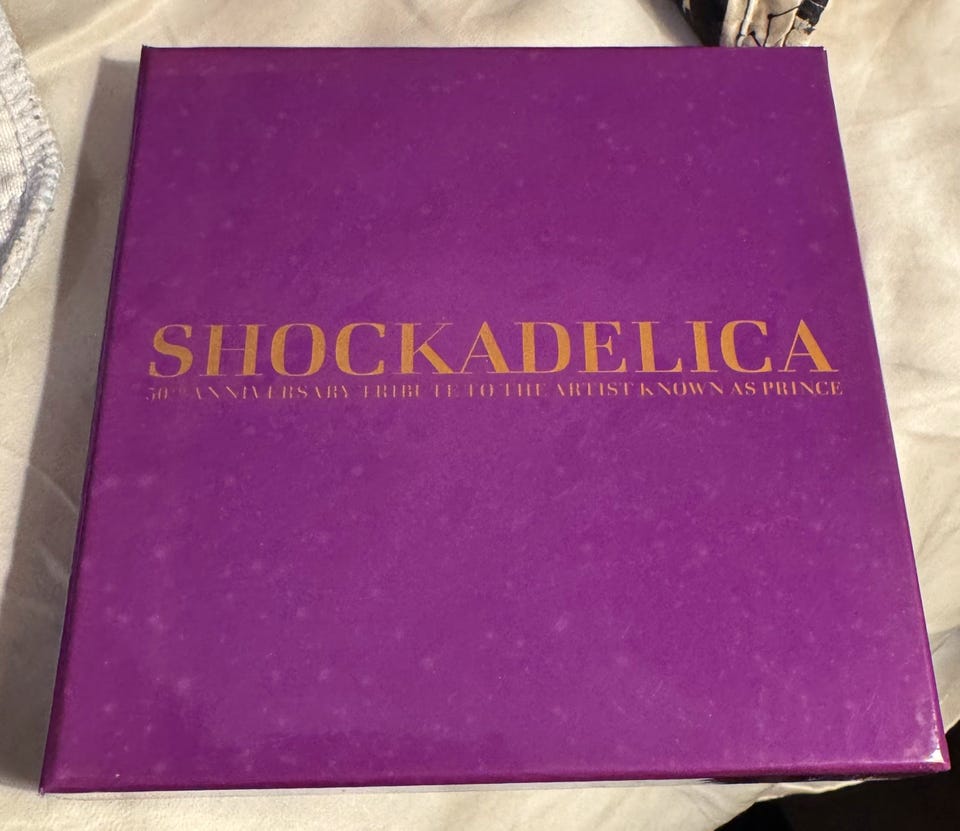 SHOCKADELICA
50TH ANNIVERSARY TRIBUTE TO THE ARTIST KNOWN AS PRINCE